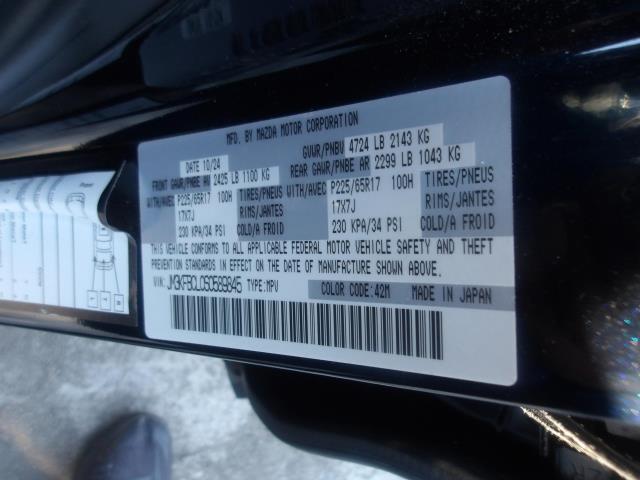 MFD. BY MAZDA MOTOR CORPORATION
DATE 10/24 GVWR/PNBV 4724 LB 2143 KG
FRONT GAWR/PNBE AV 2425 LB 1100 KG REAR GAWR/PNBE AR 2299 LB 1043 KG
WITH/AVEC P225/65R17 100H TIRES/PNEUS WITH/AVEC P225/65R17 100H TIRES/PNEUS
17X7J RIMS/JANTES 17X7J RIMS/JANTES
230 KPA/34 PSI COLD/A FROID 230 KPA/34 PSI COLD/A FROID
THIS VEHICLE CONFORMS TO ALL APPLICABLE FEDERAL MOTOR VEHICLE SAFETY AND THEFT
PREVENTION STANDARDS IN EFFECT ON THE DATE OF MANUFACTURE SHOWN ABOVE.
VIN: JM3KFBCL0S0589845 TYPE:MPV COLOR CODE:42M MADE IN JAPAN